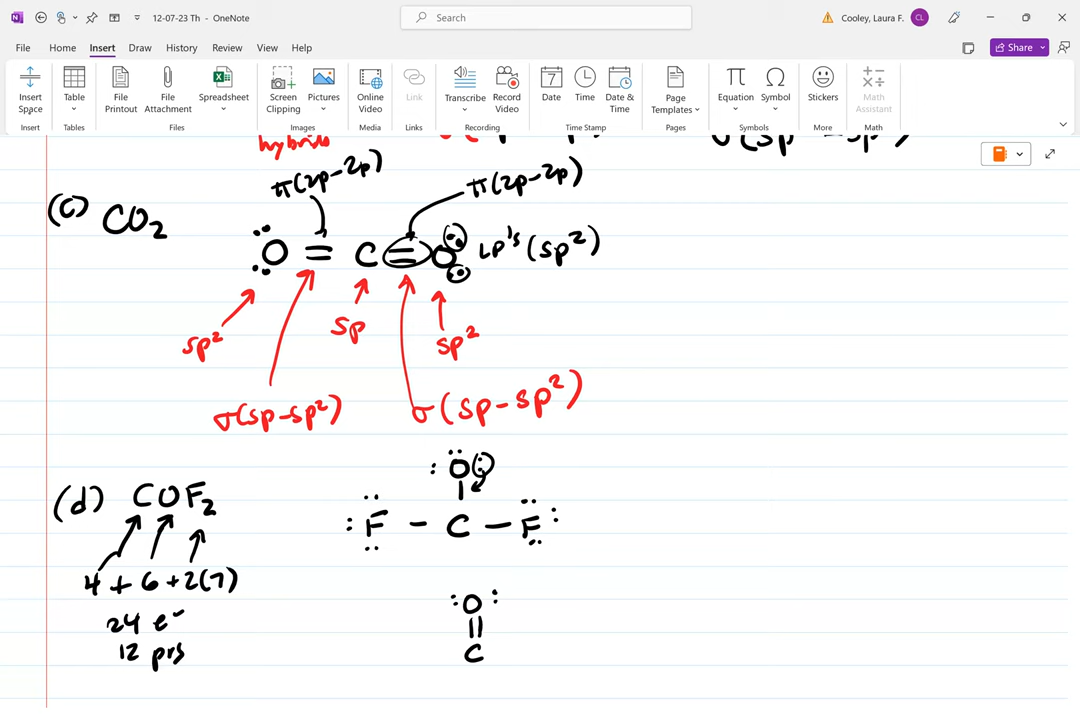 12-07-23 Th - OneNote
Search
Cooley, Laura F. CL
File Home Insert Draw History Review View Help
Share
Insert Space
Table
File Printout
File Attachment
Spreadsheet
Screen Clipping
Pictures
Online Video
Link
Transcribe
Record Video
Date
Time
Date & Time
Page Templates
Equation
Symbol
Stickers
Math Assistant
Insert Tables Files Images Media Links Recording Time Stamp Pages Symbols More Math
hybrids
π(2p-2p) π(2p-2p)
(c) CO₂
:O = C = O: LP's (sp²)
sp² sp sp²
σ(sp-sp²) σ(sp-sp²)
:O:
(d) COF₂
:F - C - F:
4 + 6 + 2(7)
24 e⁻
12 prs
:O:
||
C